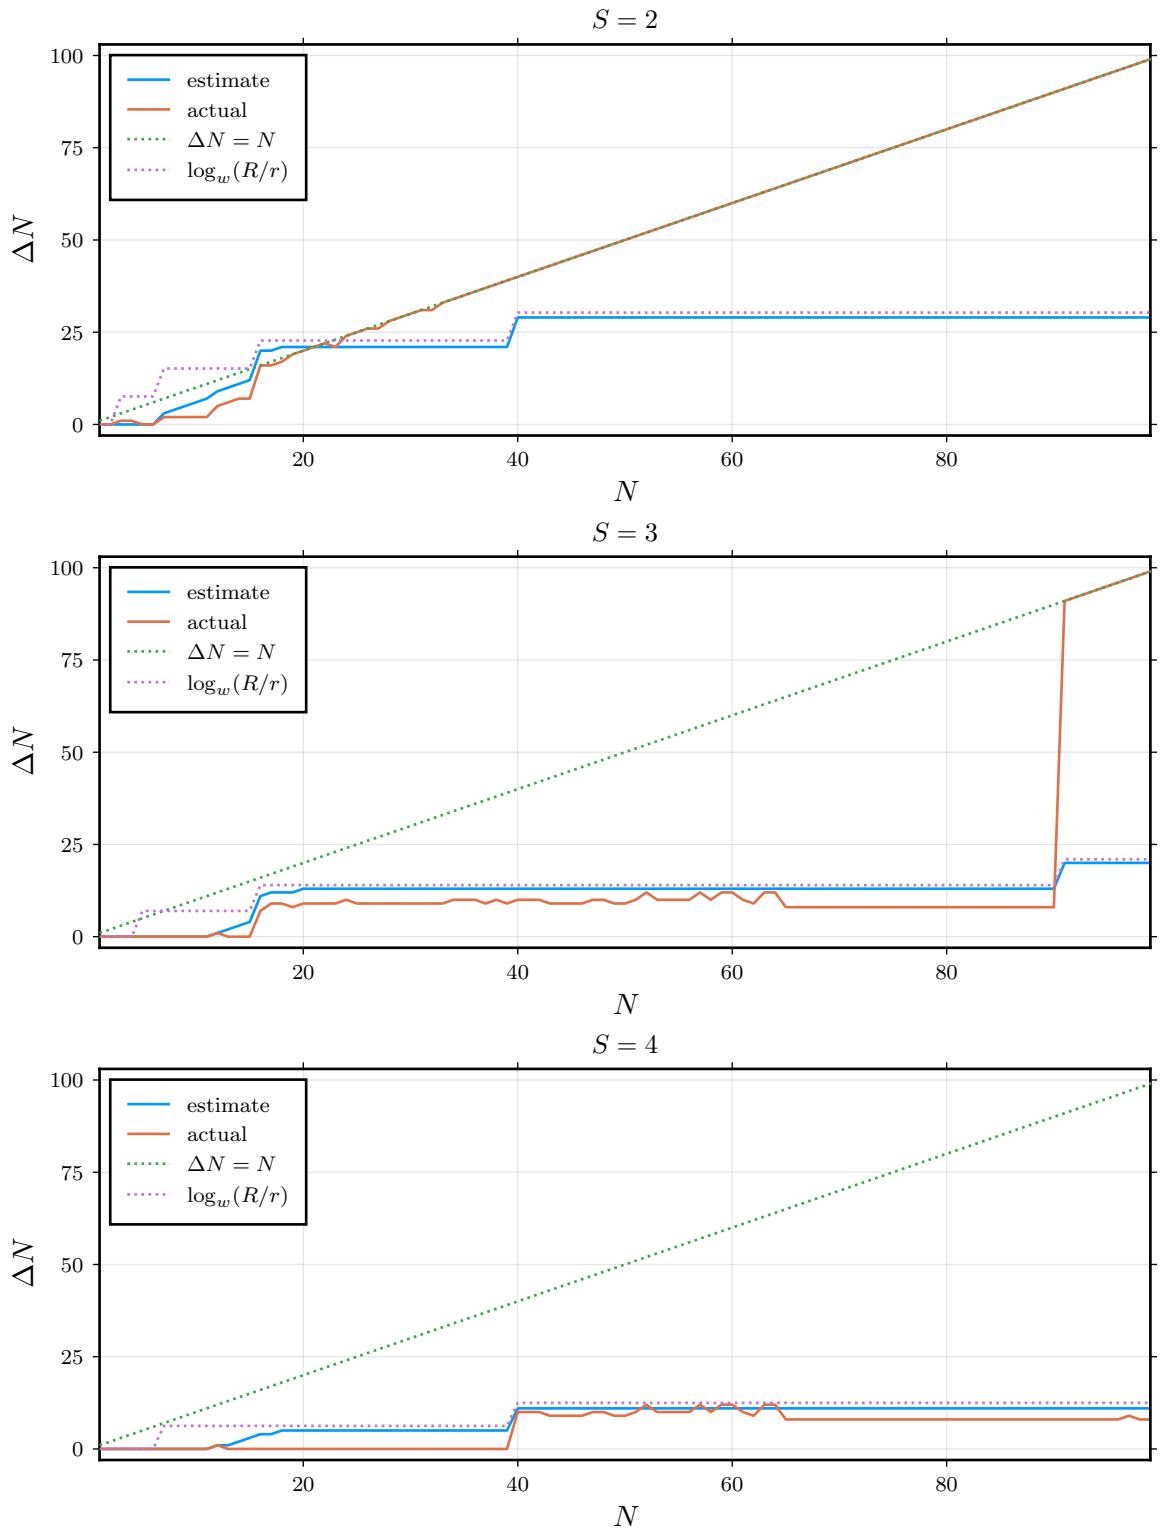 S = 2
100
75
50
25
0
ΔN
estimate
actual
ΔN = N
log_w(R/r)
20 40 60 80
N
S = 3
100
75
50
25
0
ΔN
estimate
actual
ΔN = N
log_w(R/r)
20 40 60 80
N
S = 4
100
75
50
25
0
ΔN
estimate
actual
ΔN = N
log_w(R/r)
20 40 60 80
N